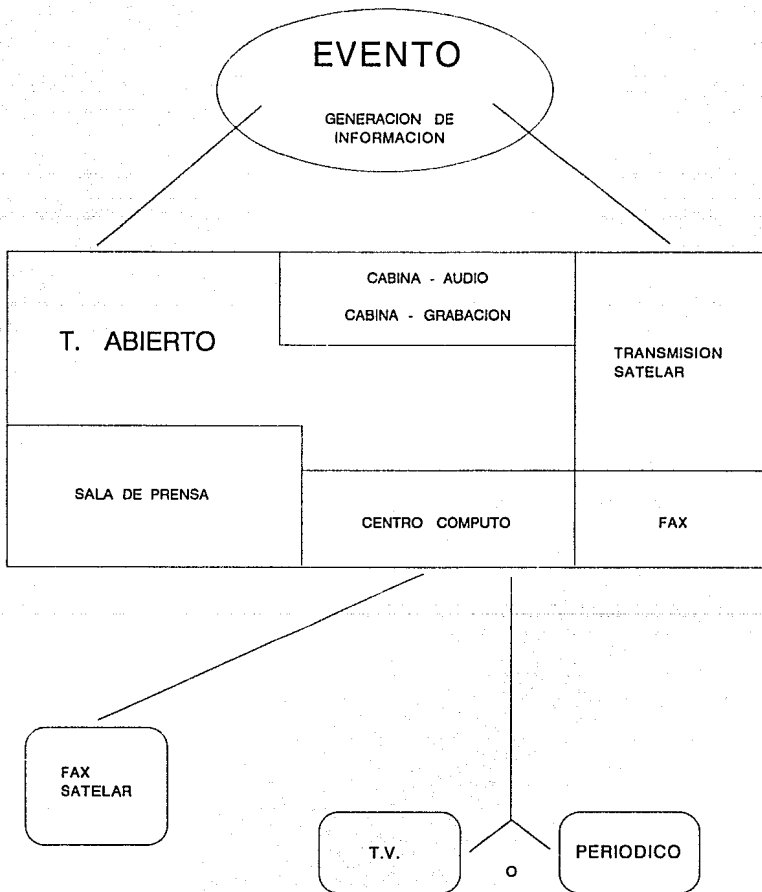 EVENTO
GENERACION DE
INFORMACION
CABINA - AUDIO
CABINA - GRABACION
T. ABIERTO
TRANSMISION
SATELAR
SALA DE PRENSA
CENTRO COMPUTO
FAX
FAX
SATELAR
T.V.
O
PERIODICO